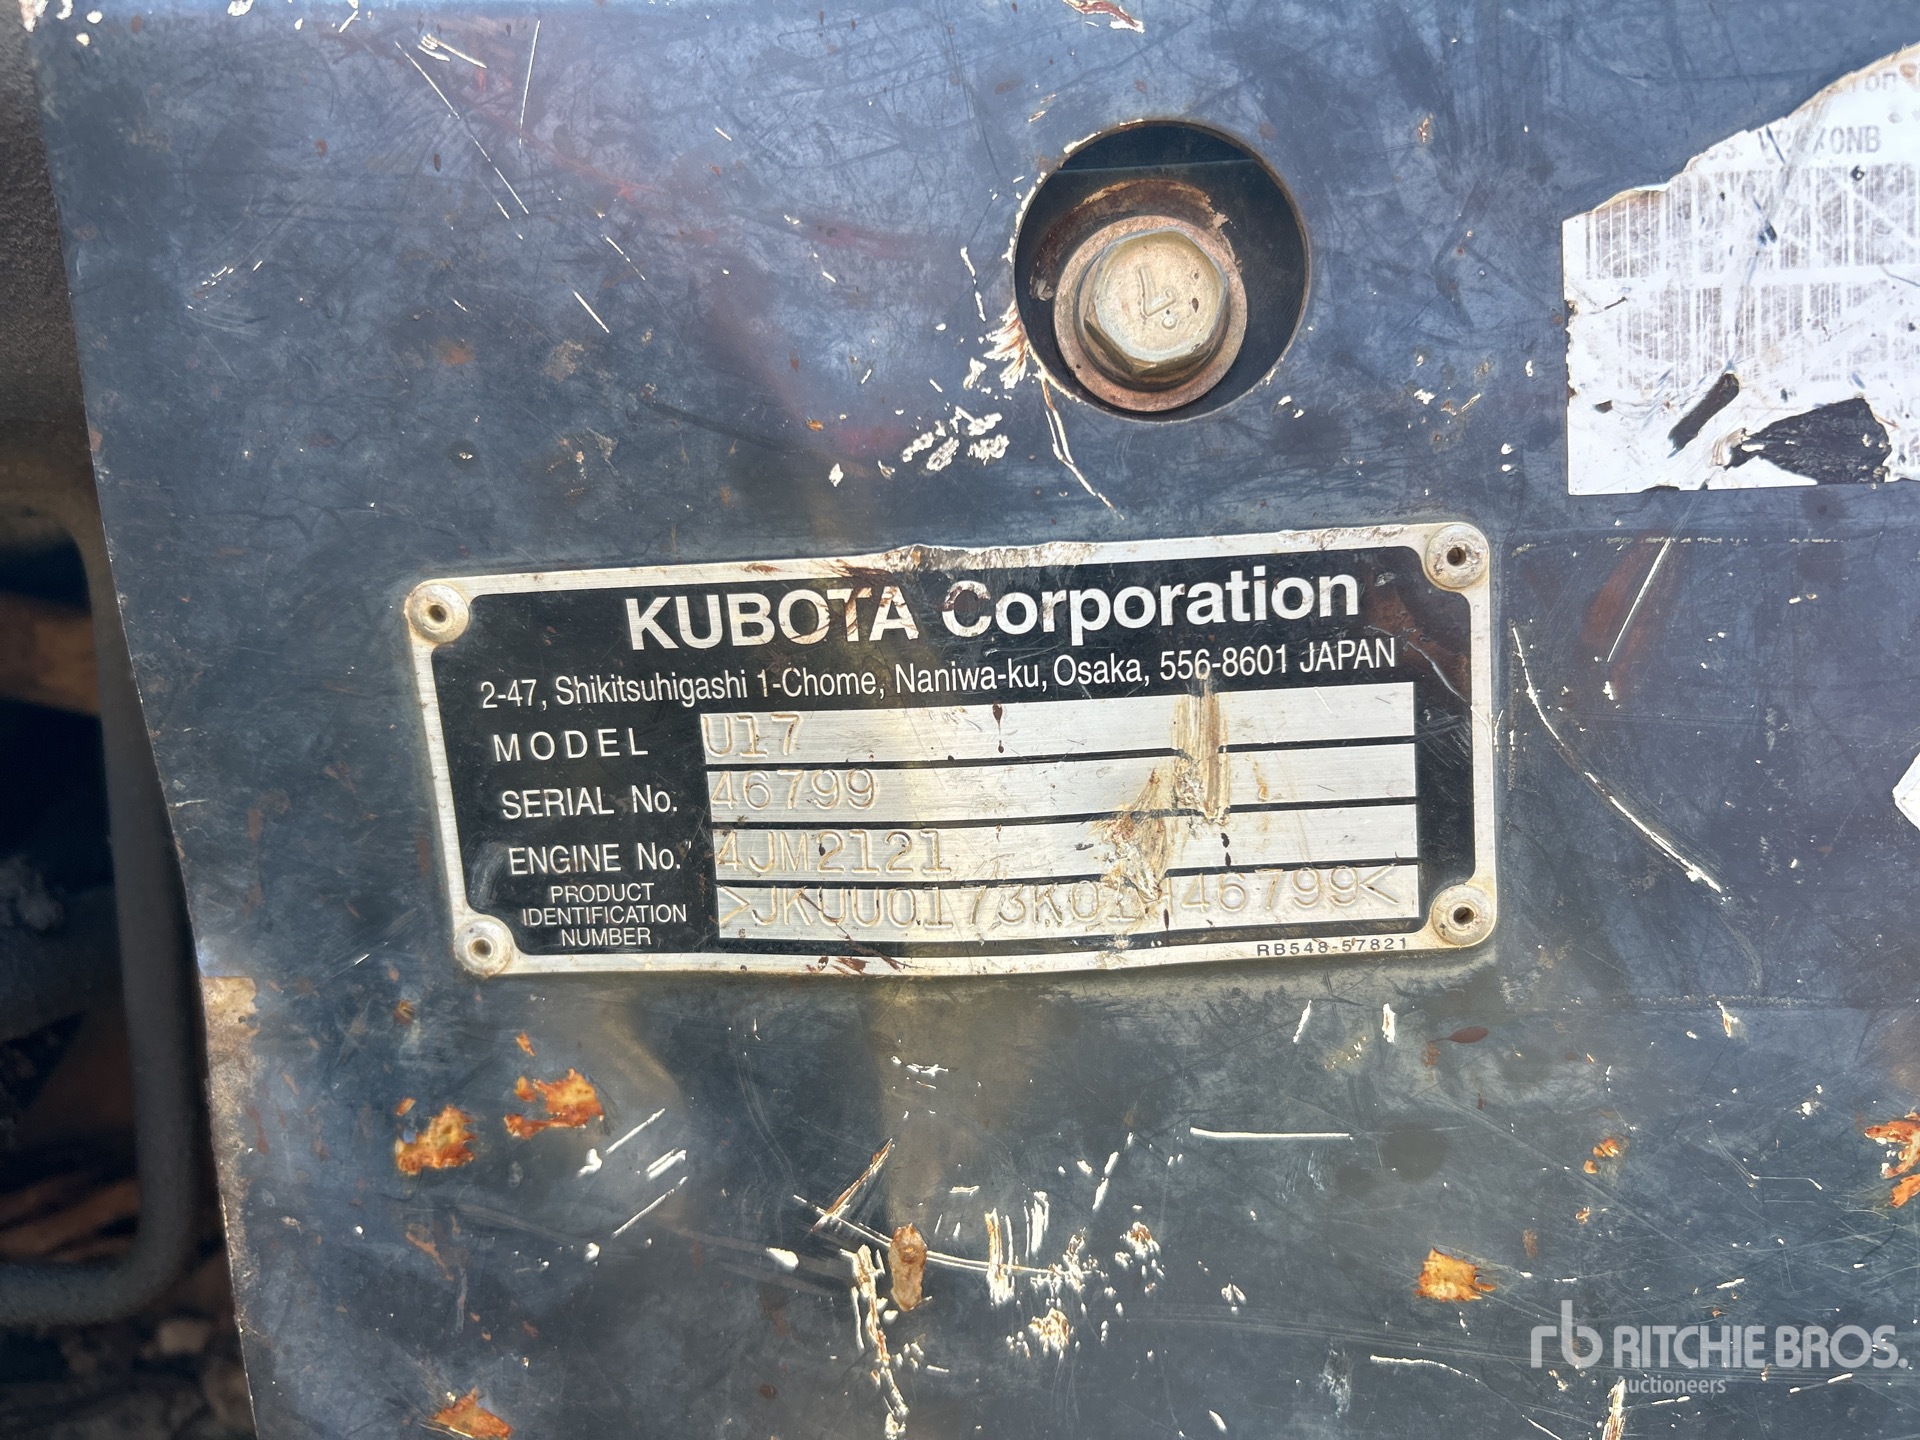 KUBOTA Corporation
2-47, Shikitsuhigashi 1-Chome, Naniwa-ku, Osaka, 556-8601 JAPAN
MODEL U17
SERIAL No. 46799
ENGINE No. 4JM2121
PRODUCT IDENTIFICATION NUMBER >JKUU0173K01H46799<
RB548-57821
rb RITCHIE BROS.
Auctioneers